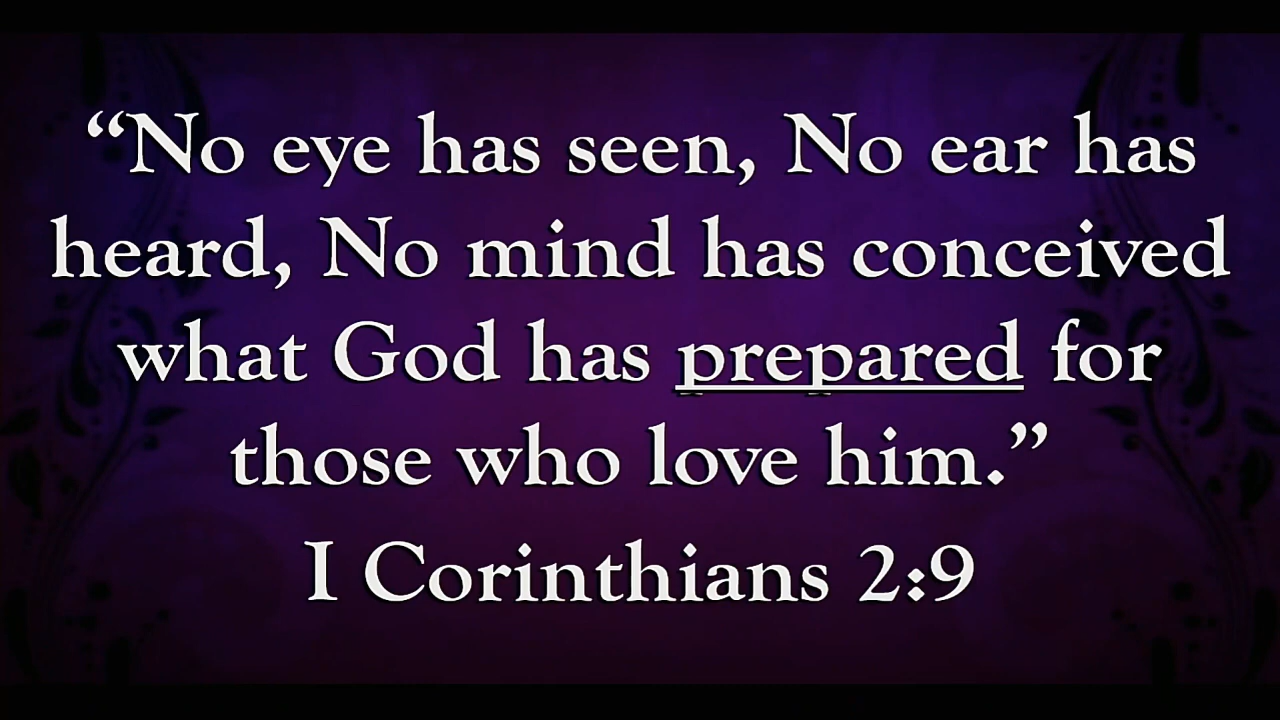 “No eye has seen, No ear has
heard, No mind has conceived
what God has prepared for
those who love him.”
I Corinthians 2:9